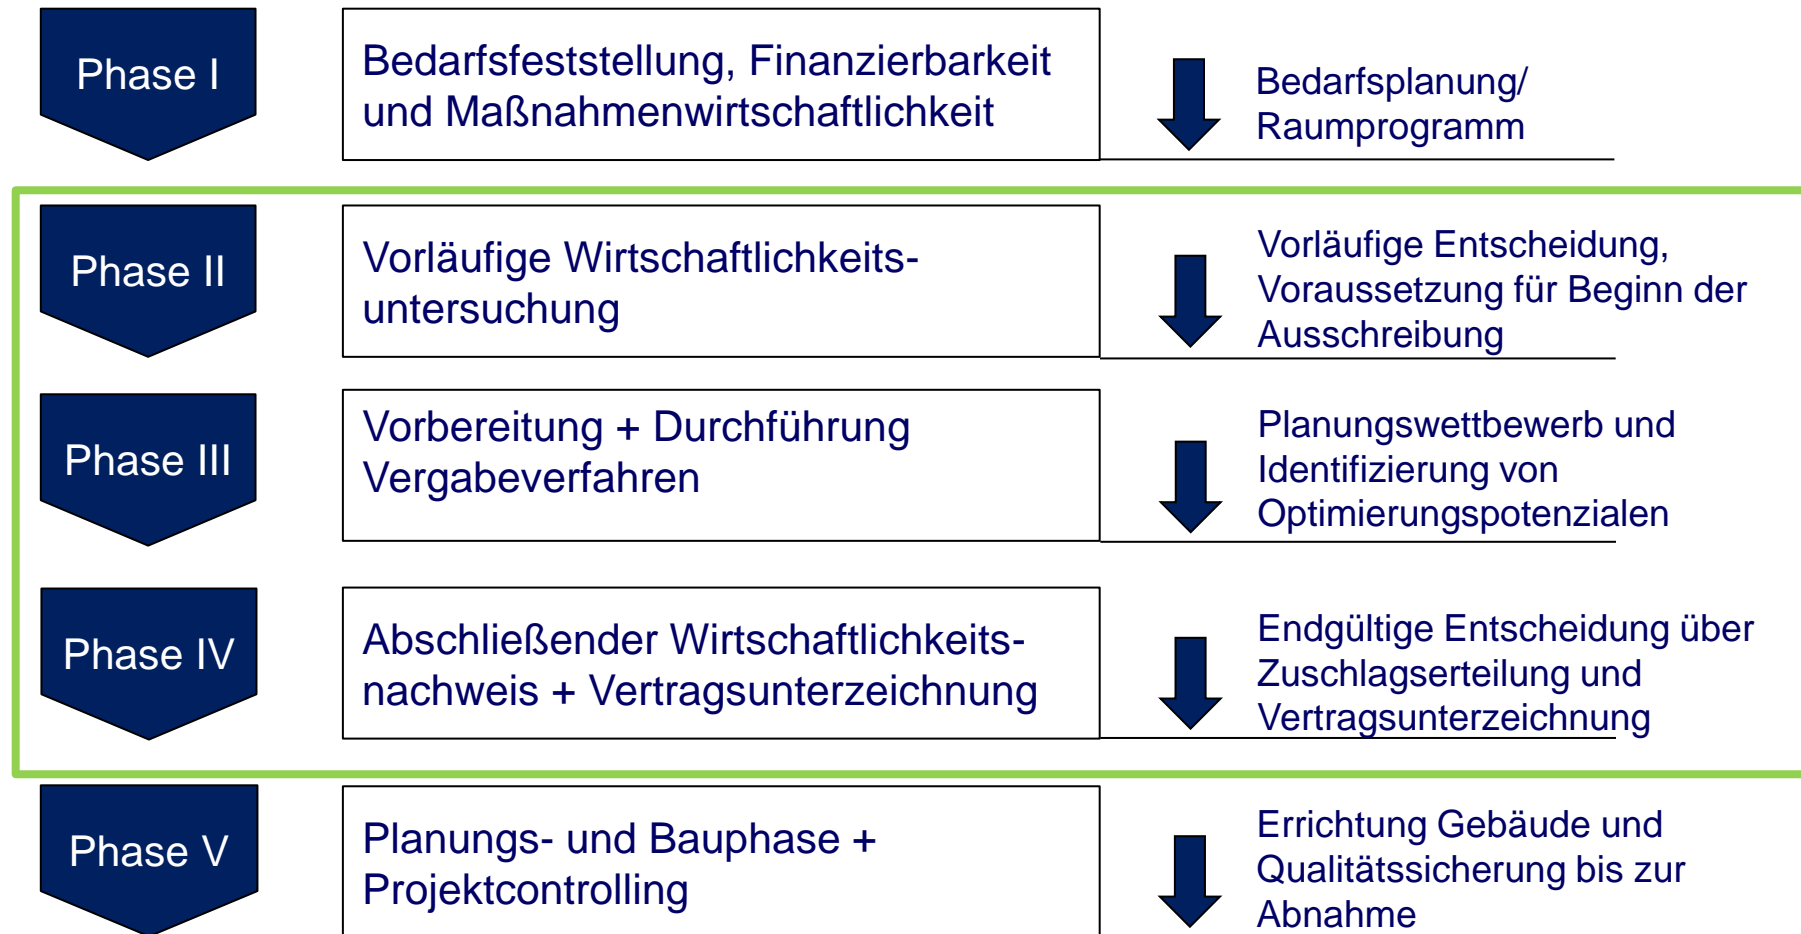 Phase I
Bedarfsfeststellung, Finanzierbarkeit
und Maßnahmenwirtschaftlichkeit
Bedarfsplanung/
Raumprogramm
Phase II
Vorläufige Wirtschaftlichkeits-
untersuchung
Vorläufige Entscheidung,
Voraussetzung für Beginn der
Ausschreibung
Phase III
Vorbereitung + Durchführung
Vergabeverfahren
Planungswettbewerb und
Identifizierung von
Optimierungspotenzialen
Phase IV
Abschließender Wirtschaftlichkeits-
nachweis + Vertragsunterzeichnung
Endgültige Entscheidung über
Zuschlagserteilung und
Vertragsunterzeichnung
Phase V
Planungs- und Bauphase +
Projektcontrolling
Errichtung Gebäude und
Qualitätssicherung bis zur
Abnahme